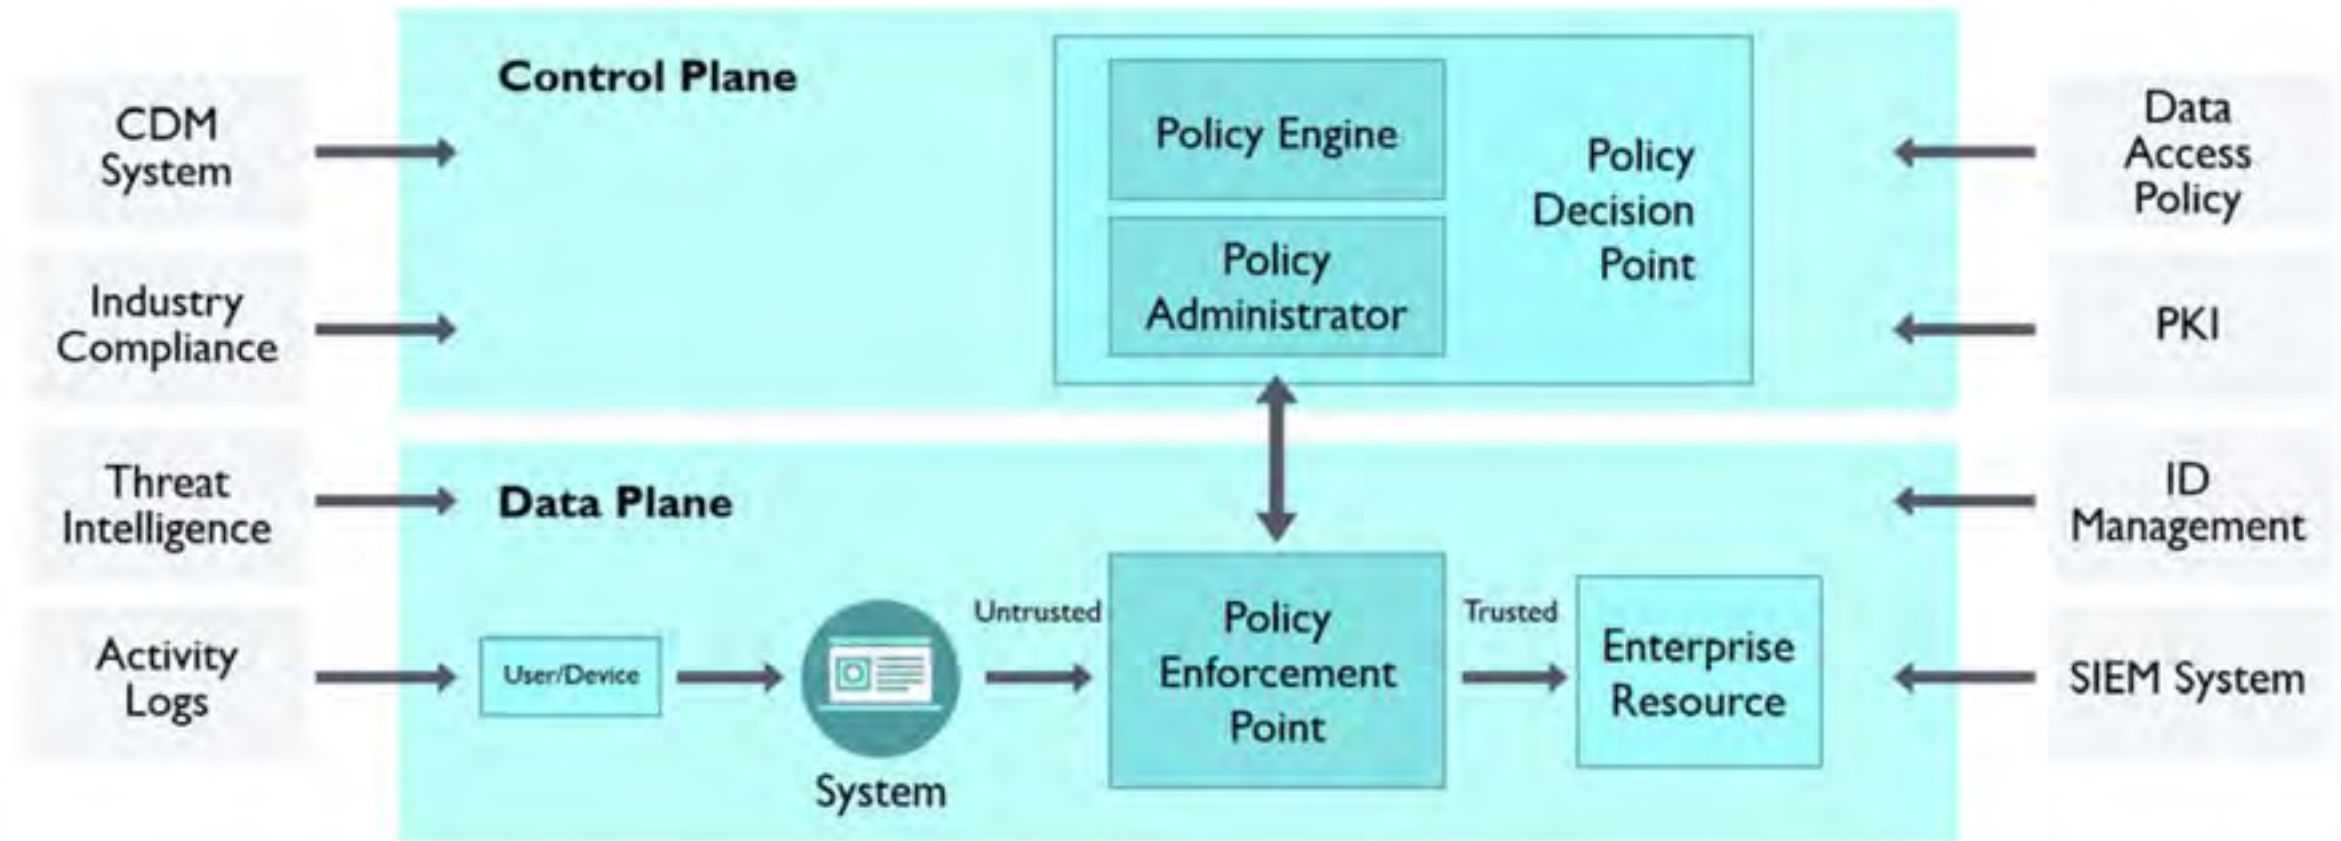 CDM
System
Industry
Compliance
Threat
Intelligence
Activity
Logs
Control Plane
Policy Engine
Policy
Administrator
Policy
Decision
Point
Data Plane
User/Device
System
Untrusted
Policy
Enforcement
Point
Trusted
Enterprise
Resource
Data
Access
Policy
PKI
ID
Management
SIEM System